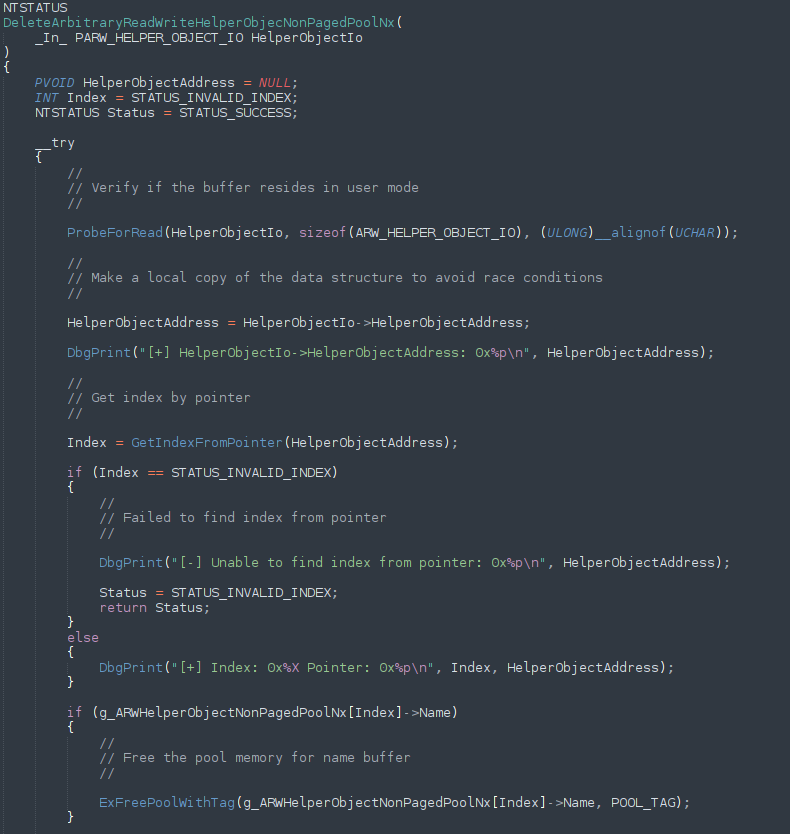 NTSTATUS
DeleteArbitraryReadWriteHelperObjecNonPagedPoolNx(
    _In_ PARW_HELPER_OBJECT_IO HelperObjectIo
)
{
    PVOID HelperObjectAddress = NULL;
    INT Index = STATUS_INVALID_INDEX;
    NTSTATUS Status = STATUS_SUCCESS;
    __try
    {
        //
        // Verify if the buffer resides in user mode
        //
        ProbeForRead(HelperObjectIo, sizeof(ARW_HELPER_OBJECT_IO), (ULONG)__alignof(UCHAR));
        //
        // Make a local copy of the data structure to avoid race conditions
        //
        HelperObjectAddress = HelperObjectIo->HelperObjectAddress;
        DbgPrint("[+] HelperObjectIo->HelperObjectAddress: 0x%p\n", HelperObjectAddress);
        //
        // Get index by pointer
        //
        Index = GetIndexFromPointer(HelperObjectAddress);
        if (Index == STATUS_INVALID_INDEX)
        {
            //
            // Failed to find index from pointer
            //
            DbgPrint("[-] Unable to find index from pointer: 0x%p\n", HelperObjectAddress);
            Status = STATUS_INVALID_INDEX;
            return Status;
        }
        else
        {
            DbgPrint("[+] Index: 0x%X Pointer: 0x%p\n", Index, HelperObjectAddress);
        }
        if (g_ARWHelperObjectNonPagedPoolNx[Index]->Name)
        {
            //
            // Free the pool memory for name buffer
            //
            ExFreePoolWithTag(g_ARWHelperObjectNonPagedPoolNx[Index]->Name, POOL_TAG);
        }